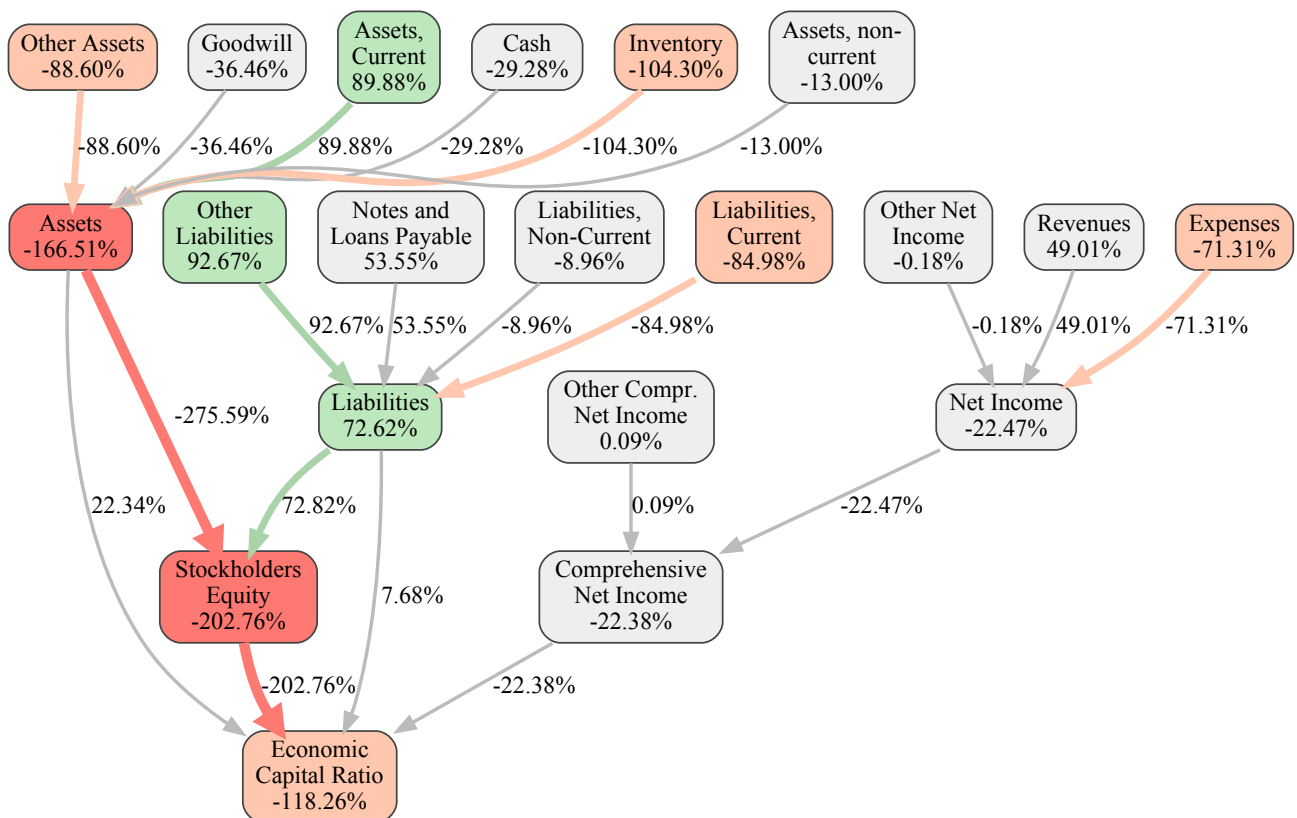 Other Assets
-88.60%
Goodwill
-36.46%
Assets,
Current
89.88%
Cash
-29.28%
Inventory
-104.30%
Assets, non-
current
-13.00%
-88.60%
-36.46%
89.88%
-29.28%
-104.30%
-13.00%
Assets
-166.51%
Other
Liabilities
92.67%
Notes and
Loans Payable
53.55%
Liabilities,
Non-Current
-8.96%
Liabilities,
Current
-84.98%
Other Net
Income
-0.18%
Revenues
49.01%
Expenses
-71.31%
92.67%
53.55%
-8.96%
-84.98%
-0.18%
49.01%
-71.31%
-275.59%
Liabilities
72.62%
Other Compr.
Net Income
0.09%
Net Income
-22.47%
22.34%
72.82%
0.09%
-22.47%
Stockholders
Equity
-202.76%
7.68%
Comprehensive
Net Income
-22.38%
-202.76%
-22.38%
Economic
Capital Ratio
-118.26%